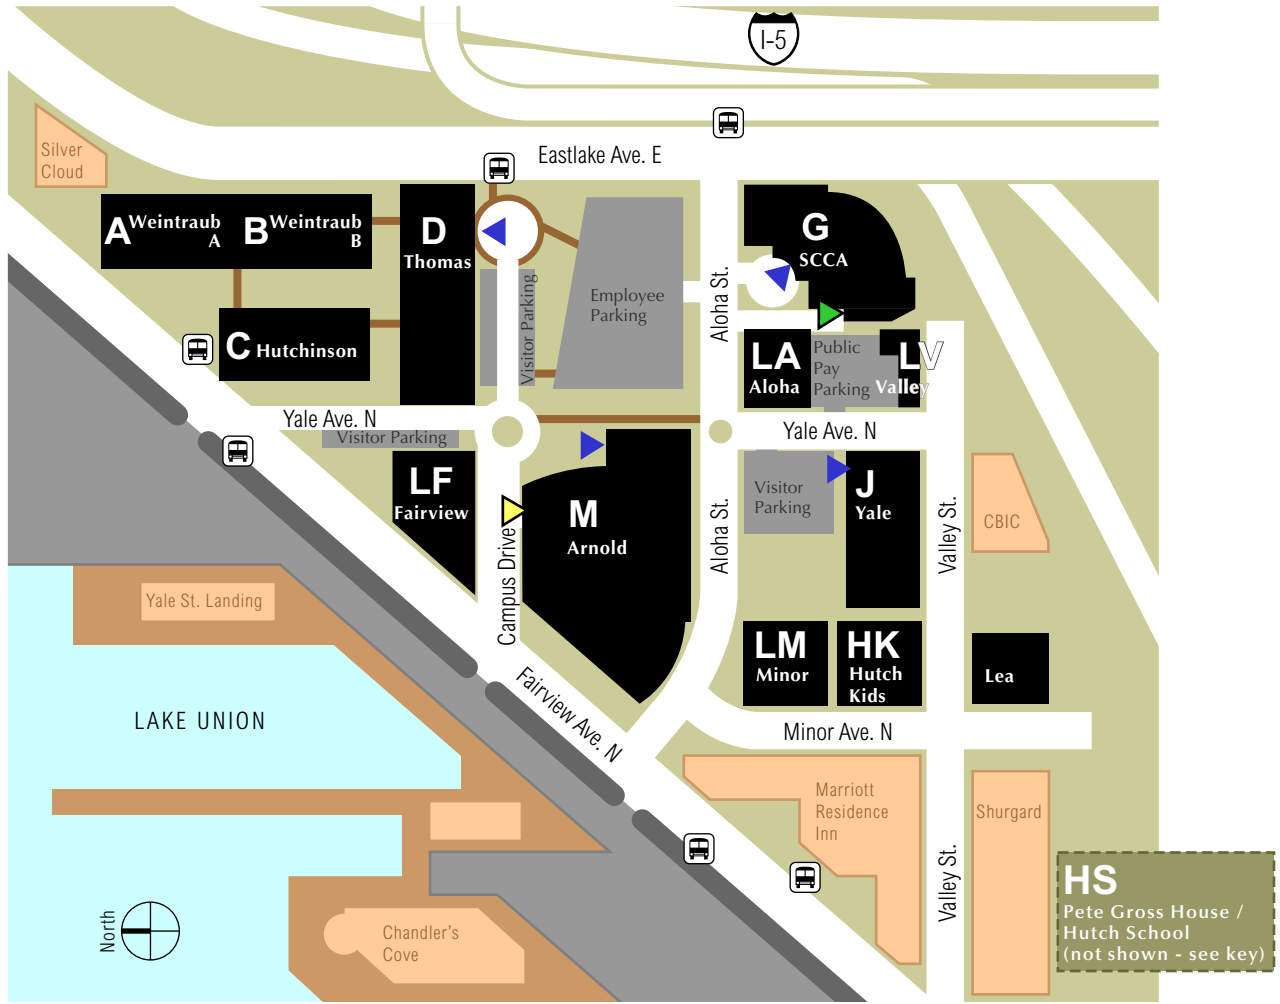 I-5
Eastlake Ave. E
Silver
Cloud
A Weintraub
A
B Weintraub
B
D
Thomas
G
SCCA
Employee
Parking
Visitor Parking
Aloha St.
C Hutchinson
LA
Aloha
Public
Pay
Parking
LV
Valley
Yale Ave. N
Visitor Parking
Yale Ave. N
LF
Fairview
M
Arnold
Visitor
Parking
J
Yale
CBIC
Campus Drive
Aloha St.
Valley St.
Yale St. Landing
LM
Minor
HK
Hutch
Kids
Lea
Fairview Ave. N
LAKE UNION
Minor Ave. N
Marriott
Residence
Inn
Shurgard
Valley St.
HS
Pete Gross House /
Hutch School
(not shown - see key)
North
Chandler's
Cove